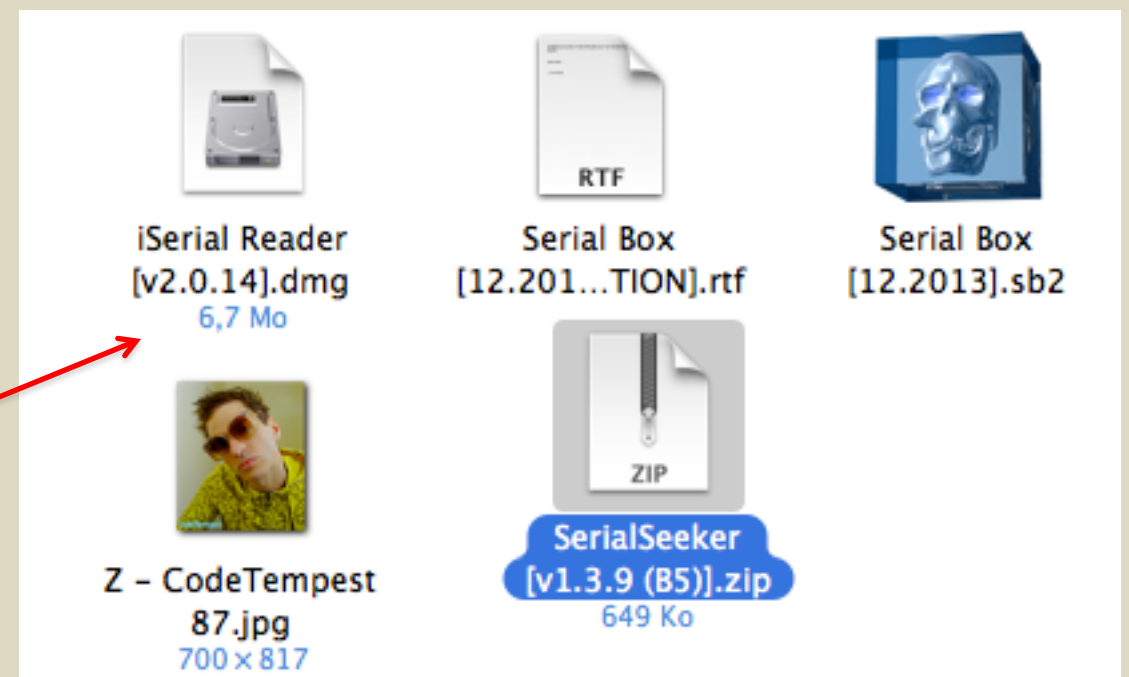 RTF
iSerial Reader
[v2.0.14].dmg
6,7 Mo
Serial Box
[12.201...TION].rtf
Serial Box
[12.2013].sb2
ZIP
Z – CodeTempest
87.jpg
700 × 817
SerialSeeker
[v1.3.9 (B5)].zip
649 Ko